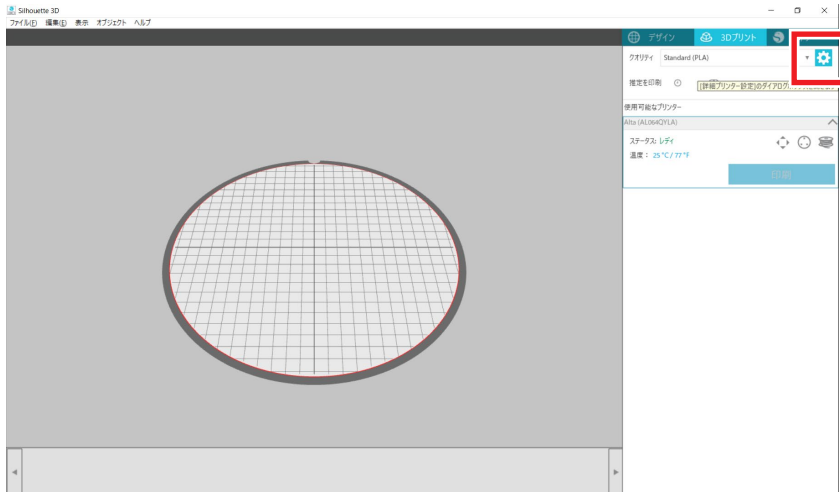 Silhouette 3D
ファイル(F) 編集(E) 表示 オブジェクト ヘルプ
デザイン 3Dプリント
クオリティ Standard (PLA)
推定を印刷
[詳細プリンター設定]のダイアログ
使用可能なプリンター
Alta (AL064QYLA)
ステータス: レディ
温度： 25 °C / 77 °F
印刷